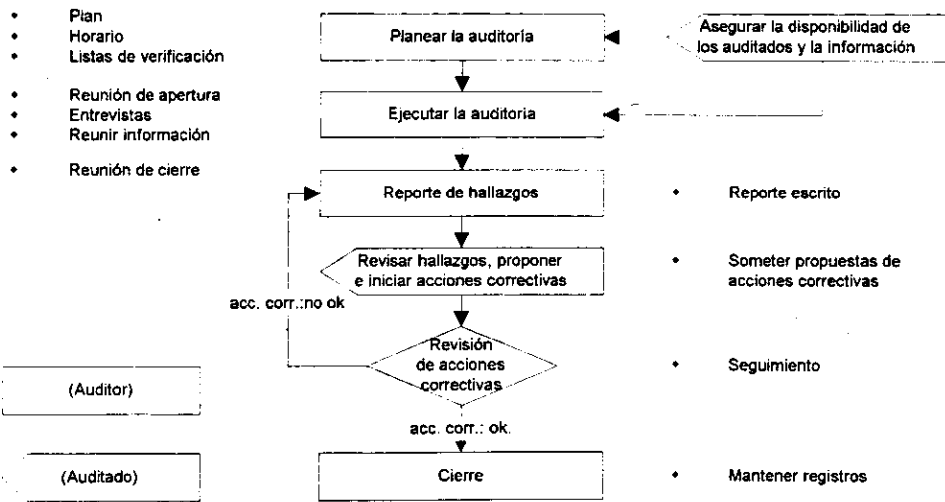 • Plan
• Horario
• Listas de verificación
• Reunión de apertura
• Entrevistas
• Reunir información
• Reunión de cierre
Planear la auditoría
Asegurar la disponibilidad de
los auditados y la información
Ejecutar la auditoría
Reporte de hallazgos
• Reporte escrito
Revisar hallazgos, proponer
e iniciar acciones correctivas
• Someter propuestas de
acciones correctivas
acc. corr.:no ok
Revisión
de acciones
correctivas
• Seguimiento
(Auditor)
acc. corr.: ok.
(Auditado)
Cierre
• Mantener registros